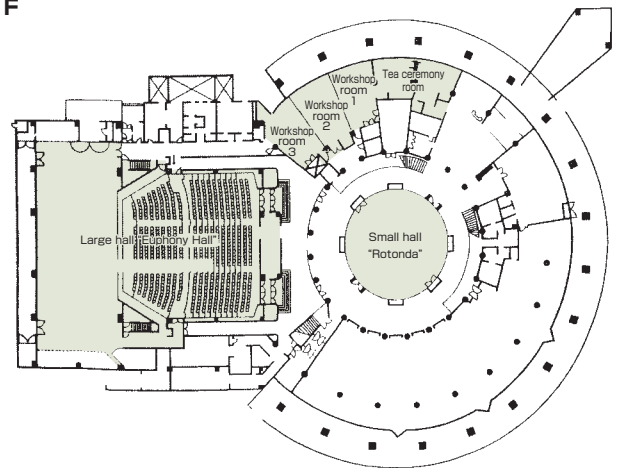 F
Workshop
room
1
Tea ceremony
room
Workshop
room
2
Workshop
room
3
Large hall "Euphony Hall"
Small hall
"Rotonda"